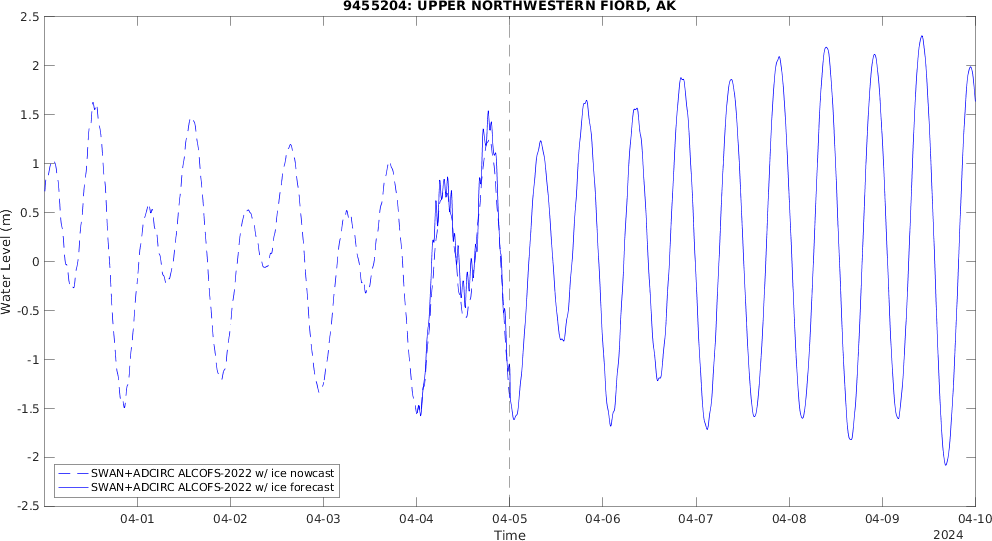 9455204: UPPER NORTHWESTERN FIORD, AK
2.5
2
1.5
1
0.5
0
-0.5
-1
-1.5
-2
-2.5
Water Level (m)
SWAN+ADCIRC ALCOFS-2022 w/ ice nowcast
SWAN+ADCIRC ALCOFS-2022 w/ ice forecast
04-01 04-02 04-03 04-04 04-05 04-06 04-07 04-08 04-09 04-10
Time
2024